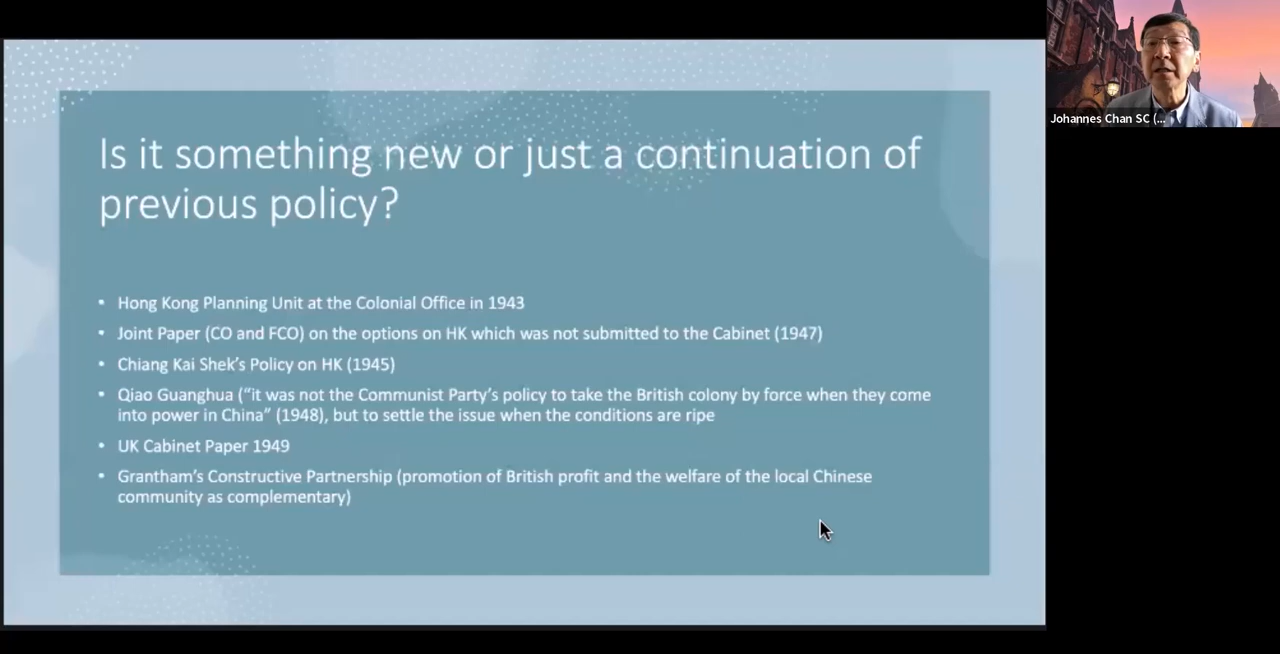 Is it something new or just a continuation of
previous policy?
• Hong Kong Planning Unit at the Colonial Office in 1943
• Joint Paper (CO and FCO) on the options on HK which was not submitted to the Cabinet (1947)
• Chiang Kai Shek's Policy on HK (1945)
• Qiao Guanghua ("it was not the Communist Party's policy to take the British colony by force when they come
into power in China" (1948), but to settle the issue when the conditions are ripe
• UK Cabinet Paper 1949
• Grantham's Constructive Partnership (promotion of British profit and the welfare of the local Chinese
community as complementary)
Johannes Chan SC (...